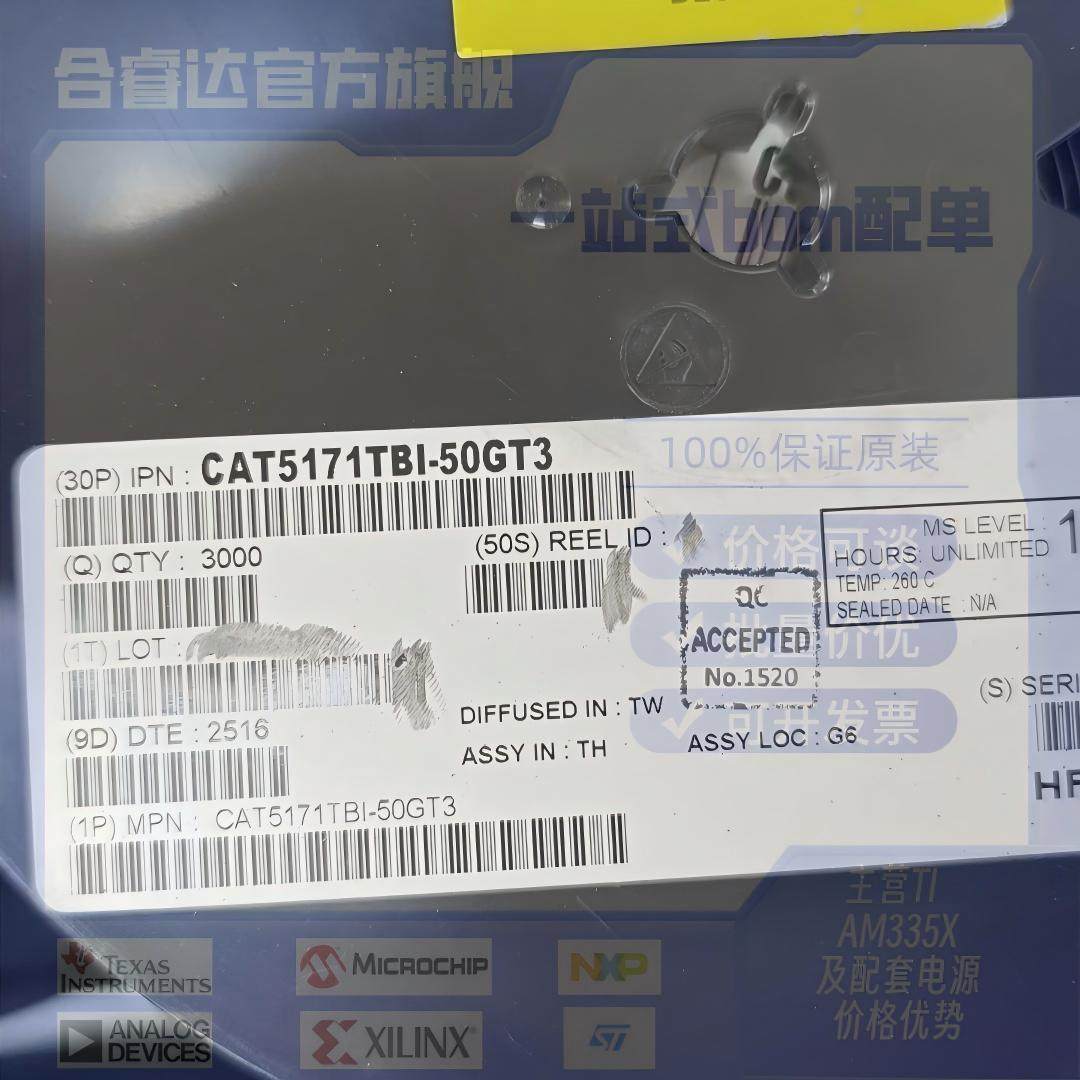 合睿达官方旗舰
一站式bom配单
(30P) IPN : CAT5171TBI-50GT3
100%保证原装
(Q) QTY : 3000
(50S) REEL ID :
价格可谈
MS LEVEL : 1
HOURS: UNLIMITED
TEMP: 260 C
SEALED DATE : N/A
QC
ACCEPTED
No.1520
批量价优
(1T) LOT :
(S) SERI
(9D) DTE : 2516
DIFFUSED IN : TW
可开发票
ASSY IN : TH
ASSY LOC : G6
HF
(1P) MPN : CAT5171TBI-50GT3
主营TI
AM335X
及配套电源
价格优势
TEXAS
INSTRUMENTS
MICROCHIP
NXP
ANALOG
DEVICES
XILINX
ST